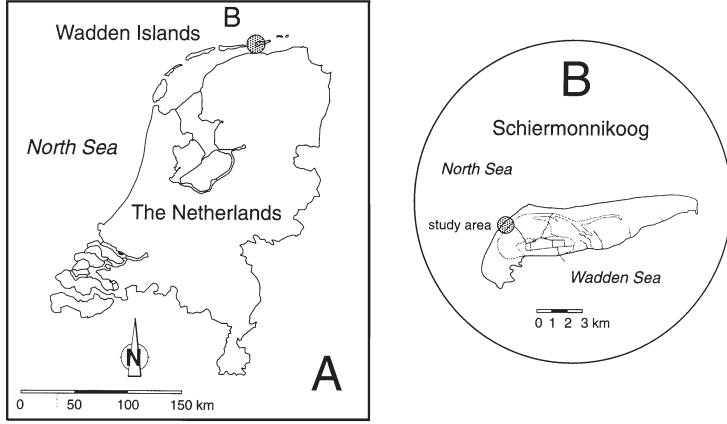 B
Wadden Islands
North Sea
The Netherlands
N
A
0 50 100 150 km
B
Schiermonnikoog
North Sea
study area
Wadden Sea
0 1 2 3 km